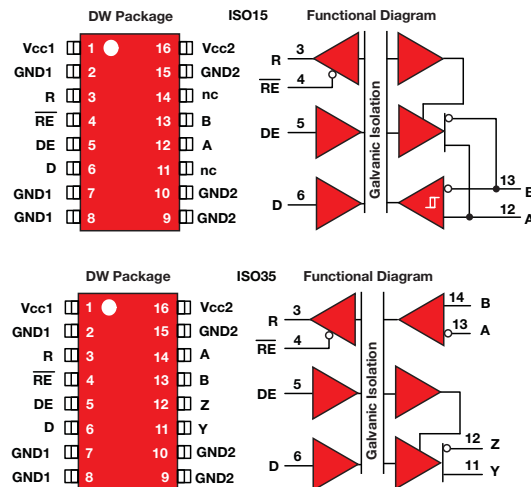 DW Package ISO15 Functional Diagram
Vcc1 1 16 Vcc2
GND1 2 15 GND2
R 3 14 nc
RE 4 13 B
DE 5 12 A
D 6 11 nc
GND1 7 10 GND2
GND1 8 9 GND2
R 3
RE 4
DE 5
D 6
Galvanic Isolation
13 B
12 A
DW Package ISO35 Functional Diagram
Vcc1 1 16 Vcc2
GND1 2 15 GND2
R 3 14 A
RE 4 13 B
DE 5 12 Z
D 6 11 Y
GND1 7 10 GND2
GND1 8 9 GND2
R 3
RE 4
DE 5
D 6
Galvanic Isolation
14 B
13 A
12 Z
11 Y